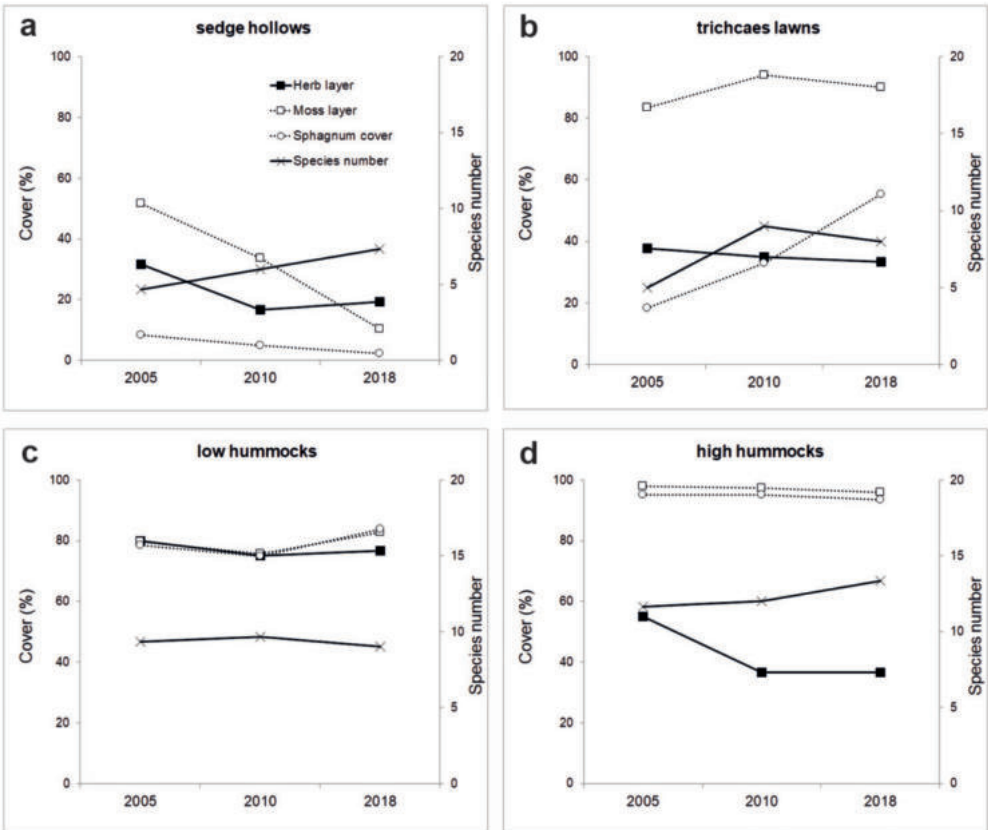 a
sedge hollows
100
80
60
40
20
0
Cover (%)
20
15
10
5
0
Species number
Herb layer
Moss layer
Sphagnum cover
Species number
2005 2010 2018
b
trichcaes lawns
100
80
60
40
20
0
Cover (%)
20
15
10
5
0
Species number
2005 2010 2018
c
low hummocks
100
80
60
40
20
0
Cover (%)
20
15
10
5
0
Species number
2005 2010 2018
d
high hummocks
100
80
60
40
20
0
Cover (%)
20
15
10
5
0
Species number
2005 2010 2018